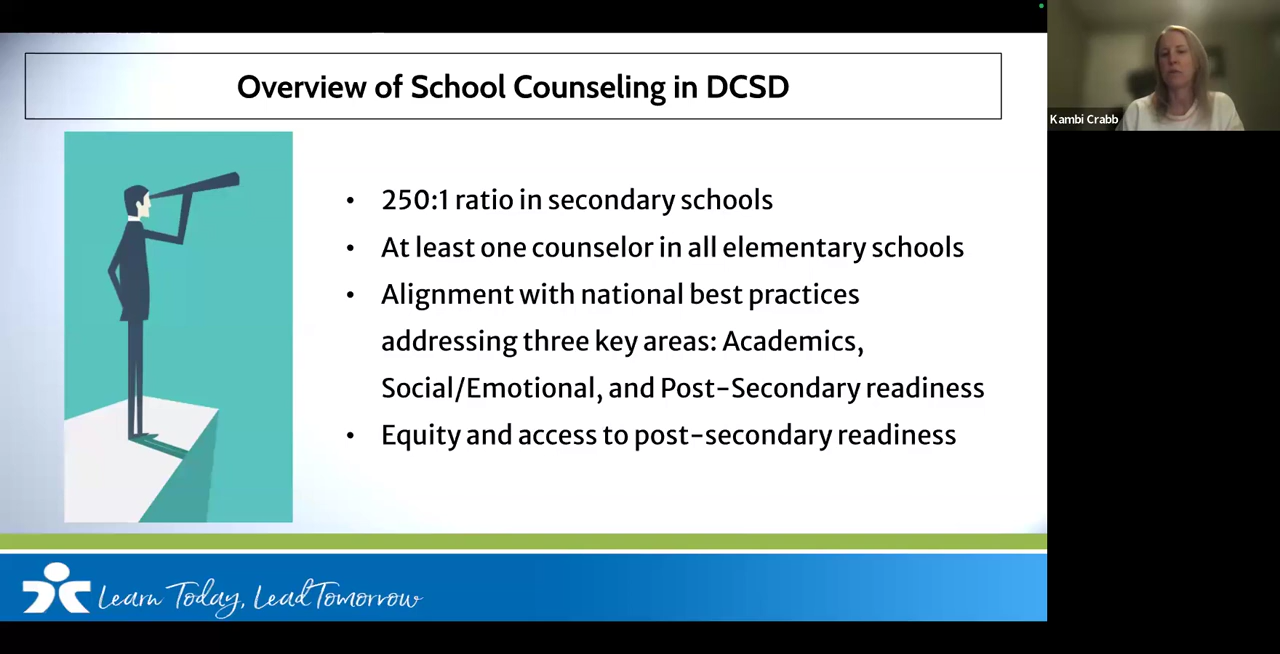 Overview of School Counseling in DCSD
Kambi Crabb
• 250:1 ratio in secondary schools
• At least one counselor in all elementary schools
• Alignment with national best practices
addressing three key areas: Academics,
Social/Emotional, and Post-Secondary readiness
• Equity and access to post-secondary readiness
Learn Today, Lead Tomorrow